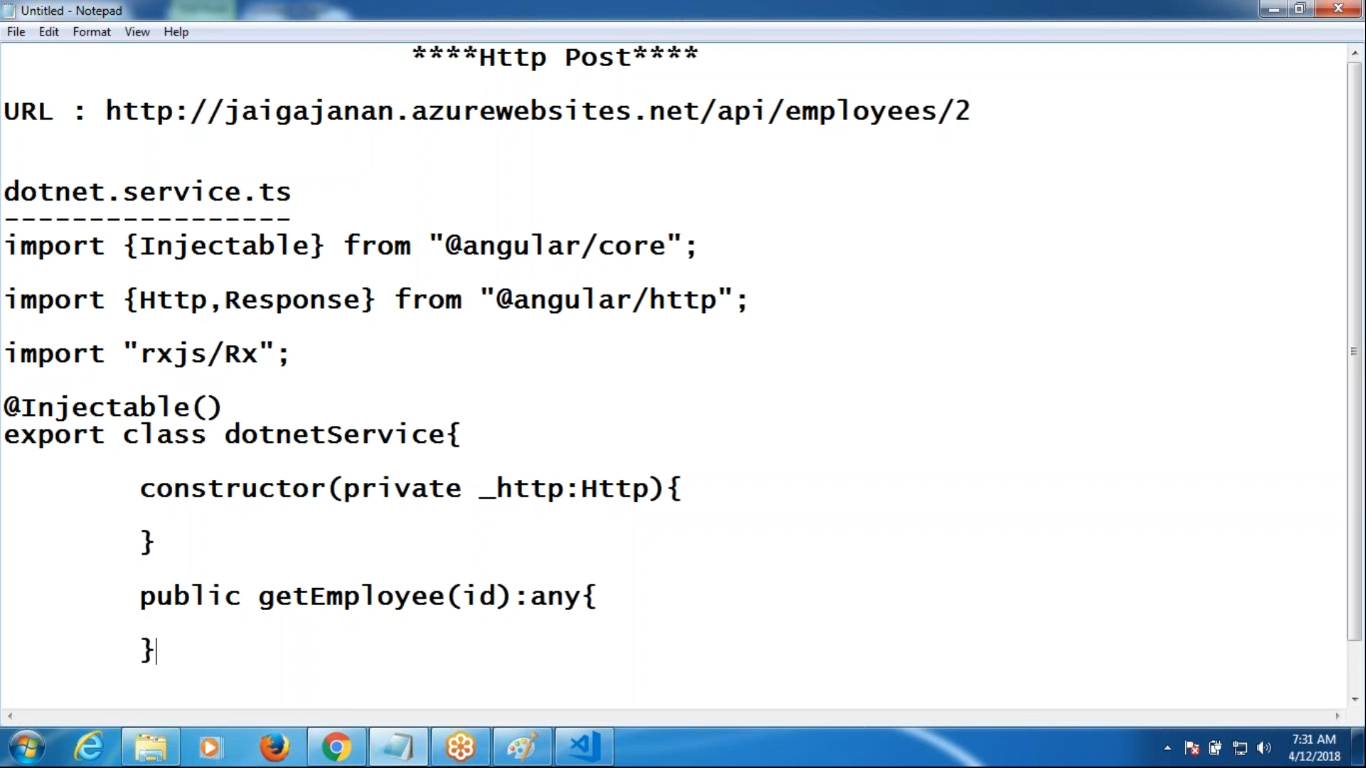 Untitled - Notepad
File Edit Format View Help
****Http Post****
URL : http://jaigajanan.azurewebsites.net/api/employees/2
dotnet.service.ts
-----------------
import {Injectable} from "@angular/core";
import {Http,Response} from "@angular/http";
import "rxjs/Rx";
@Injectable()
export class dotnetService{
constructor(private _http:Http){
}
public getEmployee(id):any{
}
7:31 AM
4/12/2018